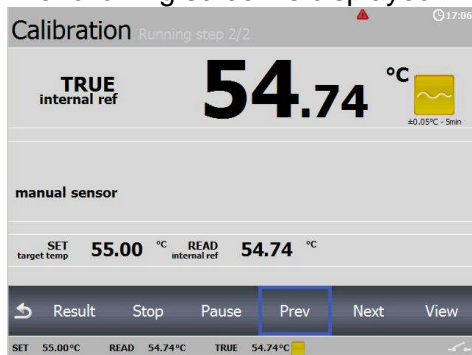 Calibration Running step 2/2 17:06
TRUE
internal ref
54.74 °C
±0.05°C - 5min
manual sensor
SET
target temp
55.00 °C
READ
internal ref
54.74 °C
Result Stop Pause Prev Next View
SET 55.00°C READ 54.74°C TRUE 54.74°C